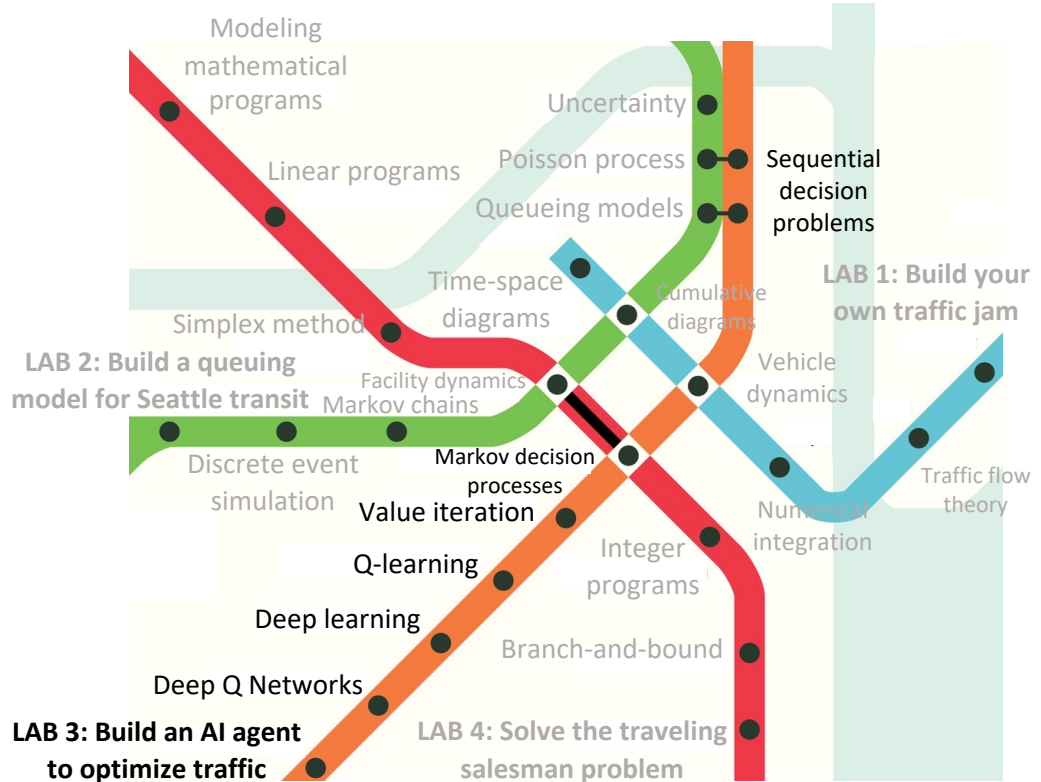 Modeling
mathematical
programs
Uncertainty
Linear programs
Poisson process
Sequential
decision
problems
Queueing models
Time-space
diagrams
Cumulative
diagrams
LAB 1: Build your
own traffic jam
Simplex method
LAB 2: Build a queuing
model for Seattle transit
Facility dynamics
Markov chains
Vehicle
dynamics
Discrete event
simulation
Markov decision
processes
Traffic flow
theory
Value iteration
Numerical
integration
Integer
programs
Q-learning
Deep learning
Branch-and-bound
Deep Q Networks
LAB 3: Build an AI agent
to optimize traffic
LAB 4: Solve the traveling
salesman problem